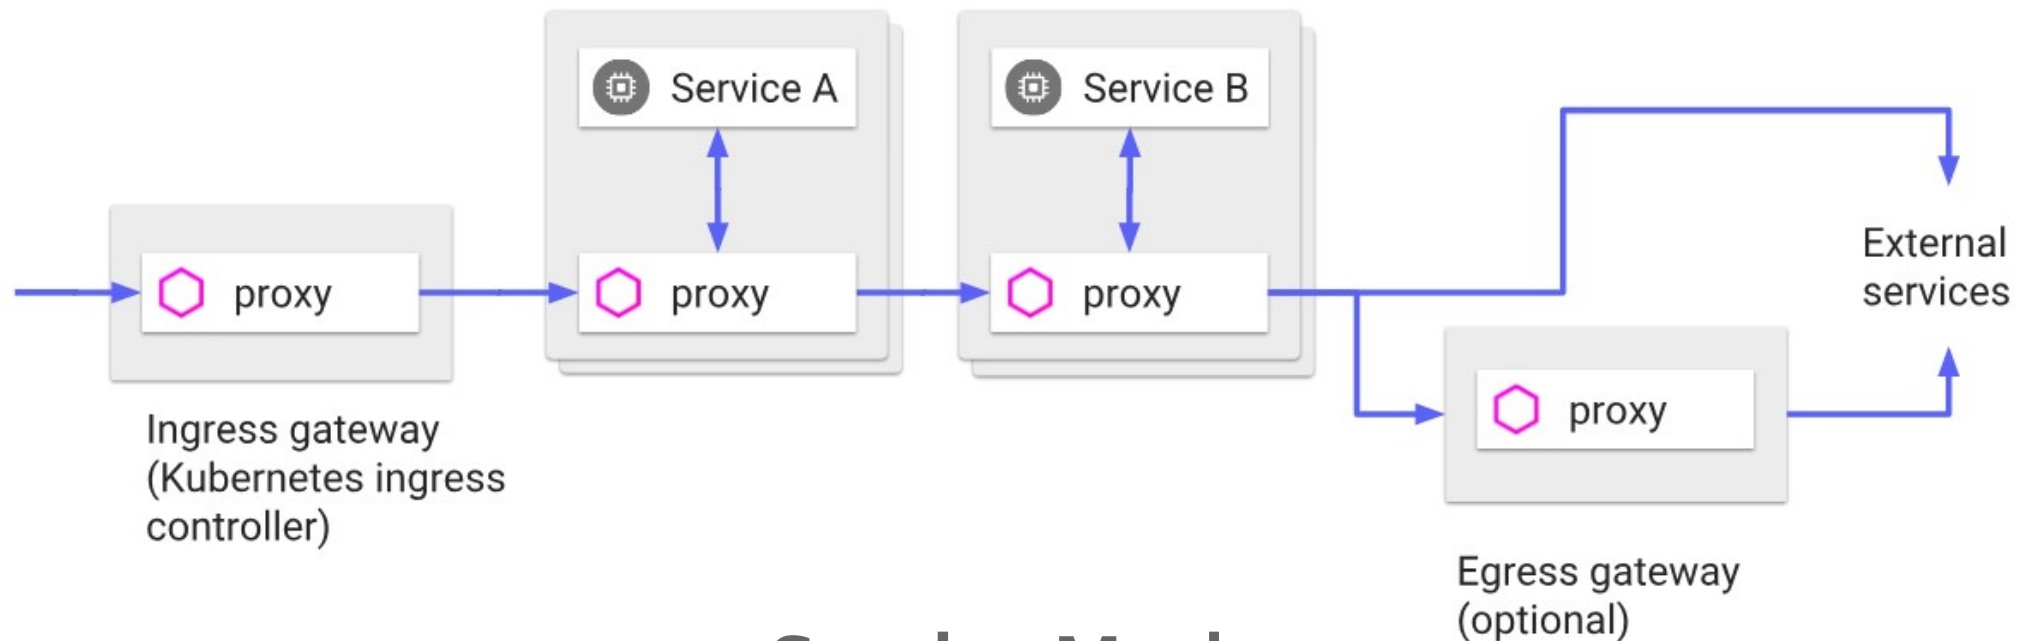 Service A
Service B
proxy
proxy
proxy
External
services
proxy
Ingress gateway
(Kubernetes ingress
controller)
Egress gateway
(optional)